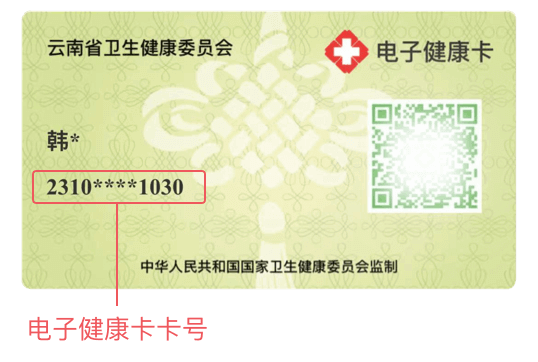 云南省卫生健康委员会
电子健康卡
韩*
2310****1030
中华人民共和国国家卫生健康委员会监制
电子健康卡卡号